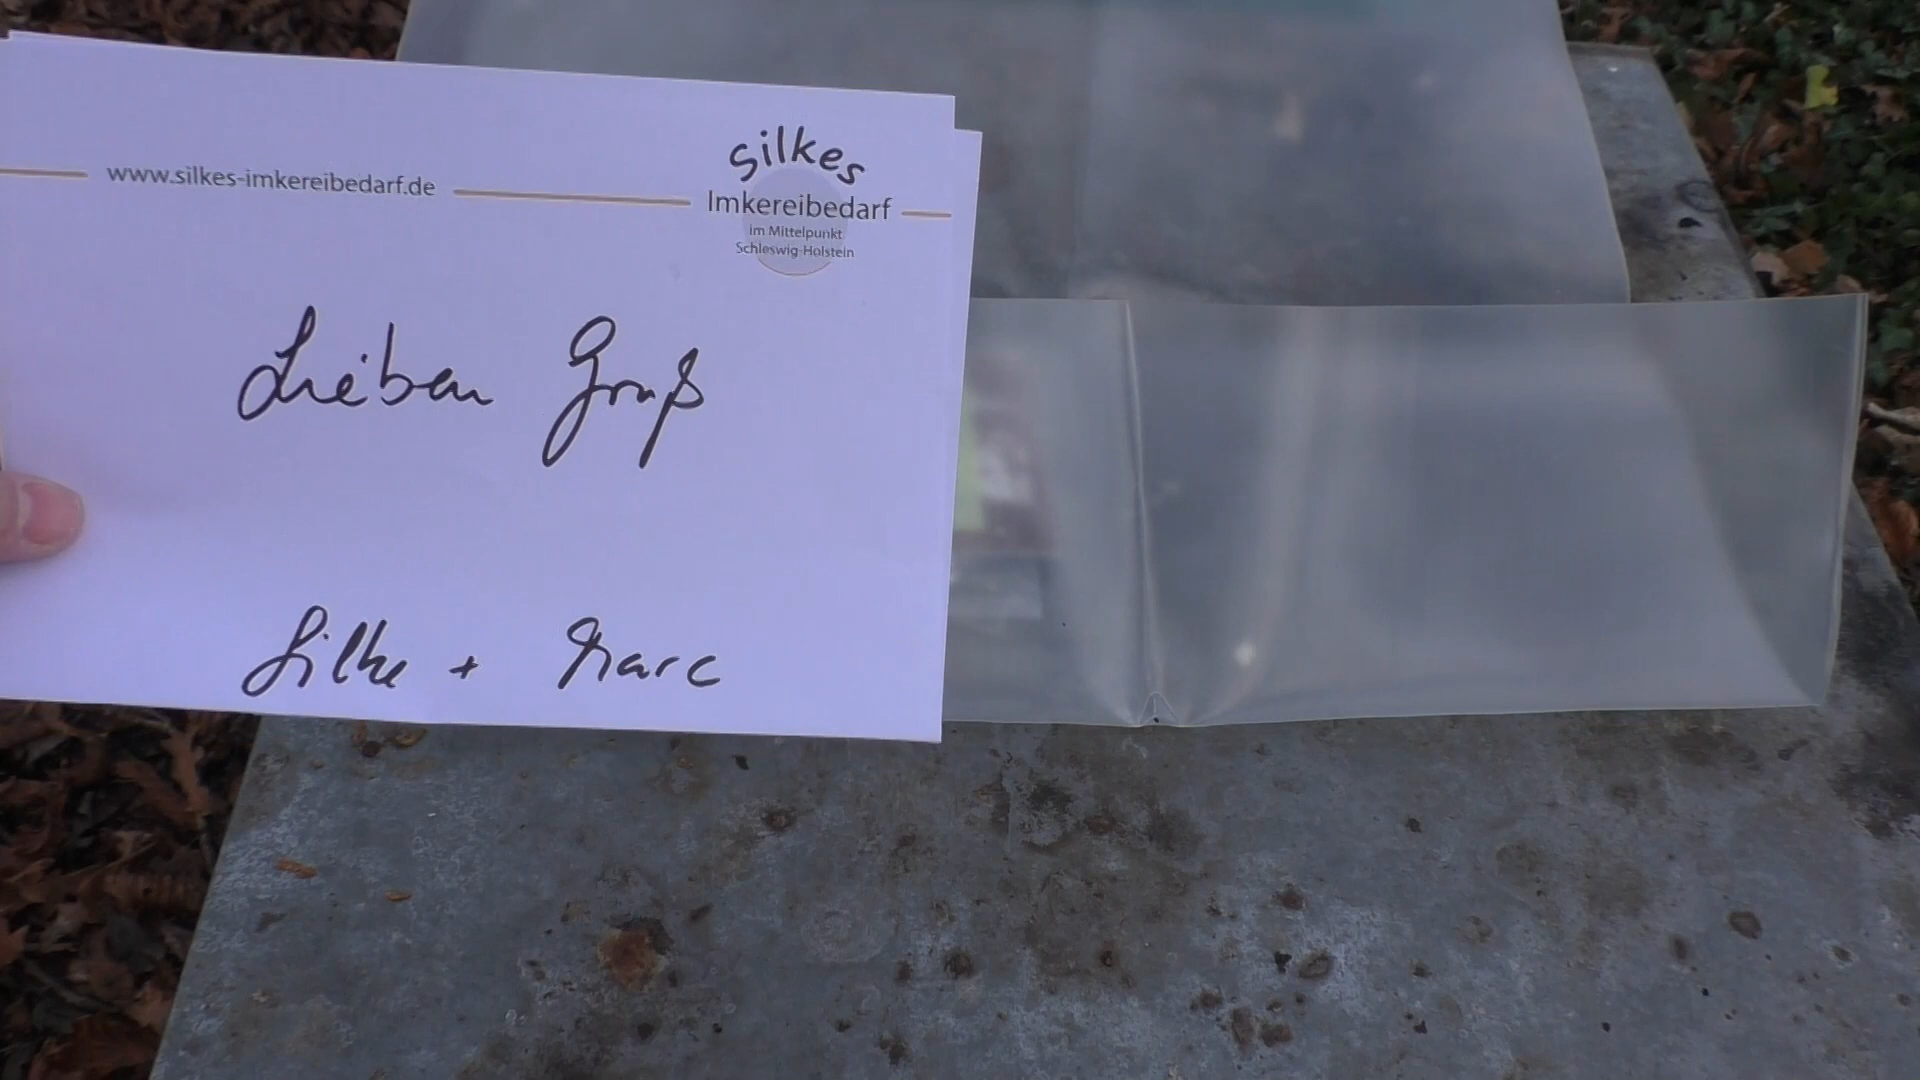 www.silkes-imkereibedarf.de
silkes
Imkereibedarf
im Mittelpunkt
Schleswig-Holstein
Lieben Gruß
Silke + Marc